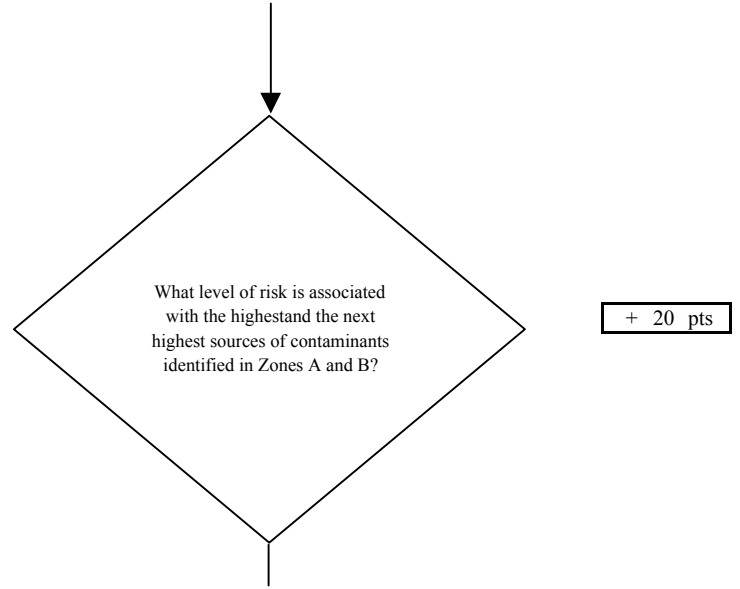 What level of risk is associated
with the highestand the next
highest sources of contaminants
identified in Zones A and B?
+ 20 pts